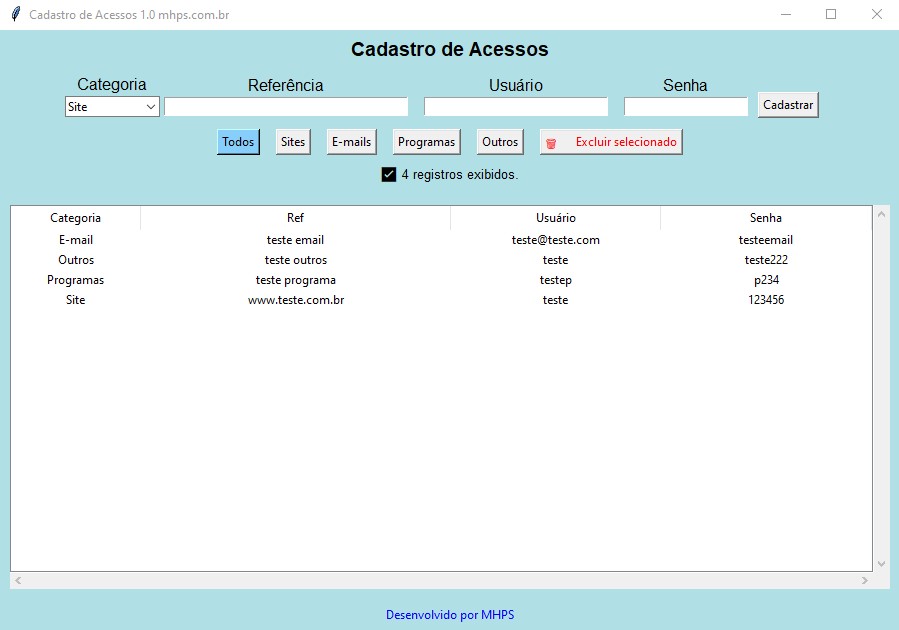 Cadastro de Acessos 1.0 mhps.com.br
Cadastro de Acessos
Categoria Referência Usuário Senha
Site Cadastrar
Todos Sites E-mails Programas Outros Excluir selecionado
4 registros exibidos.
Categoria Ref Usuário Senha
E-mail teste email teste@teste.com testeemail
Outros teste outros teste teste222
Programas teste programa testep p234
Site www.teste.com.br teste 123456
Desenvolvido por MHPS